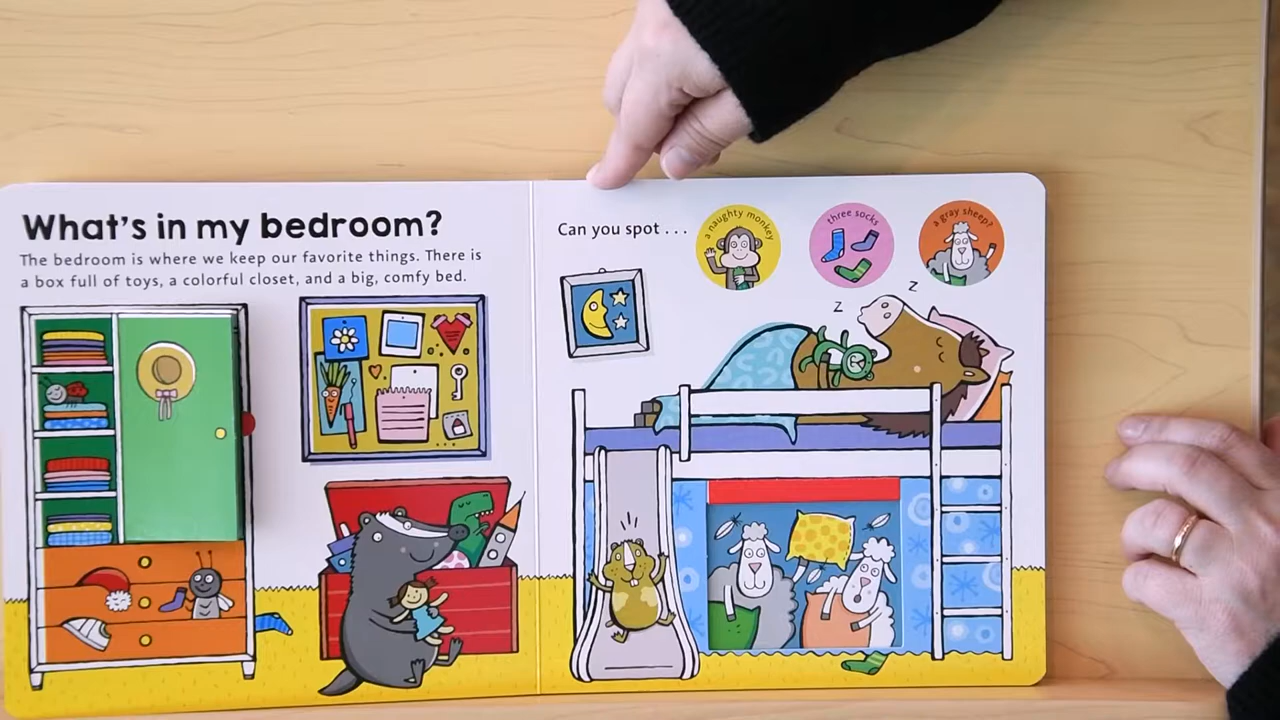 What's in my bedroom?
The bedroom is where we keep our favorite things. There is
a box full of toys, a colorful closet, and a big, comfy bed.
Can you spot . . .
a naughty monkey
three socks
a gray sheep?
z
z